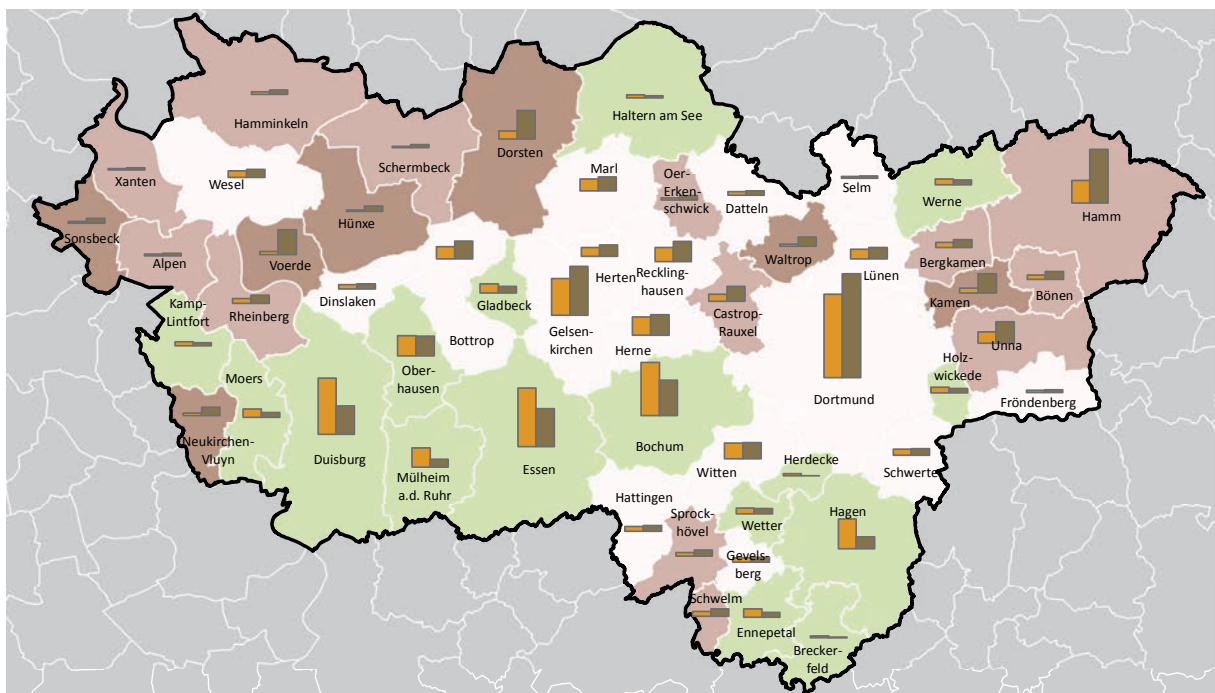 Haltern am See
Hamminkeln
Dorsten
Schermbeck
Marl
Oer-
Erken-
schwick
Xanten
Wesel
Selm
Werne
Hamm
Datteln
Sonsbeck
Hünxe
Alpen
Voerde
Waltrop
Bergkamen
Lünen
Herten
Reckling-
hausen
Kamen
Bönen
Dinslaken
Gladbeck
Kamp-
Lintfort
Rheinberg
Gelsen-
kirchen
Castrop-
Rauxel
Herne
Bottrop
Unna
Ober-
hausen
Holz-
wickede
Moers
Dortmund
Fröndenberg
Neukirchen-
Vluyn
Duisburg
Mülheim
a.d. Ruhr
Essen
Bochum
Witten
Herdecke
Schwerte
Hattingen
Sprock-
hövel
Wetter
Hagen
Gevels-
berg
Schwelm
Ennepetal
Brecker-
feld